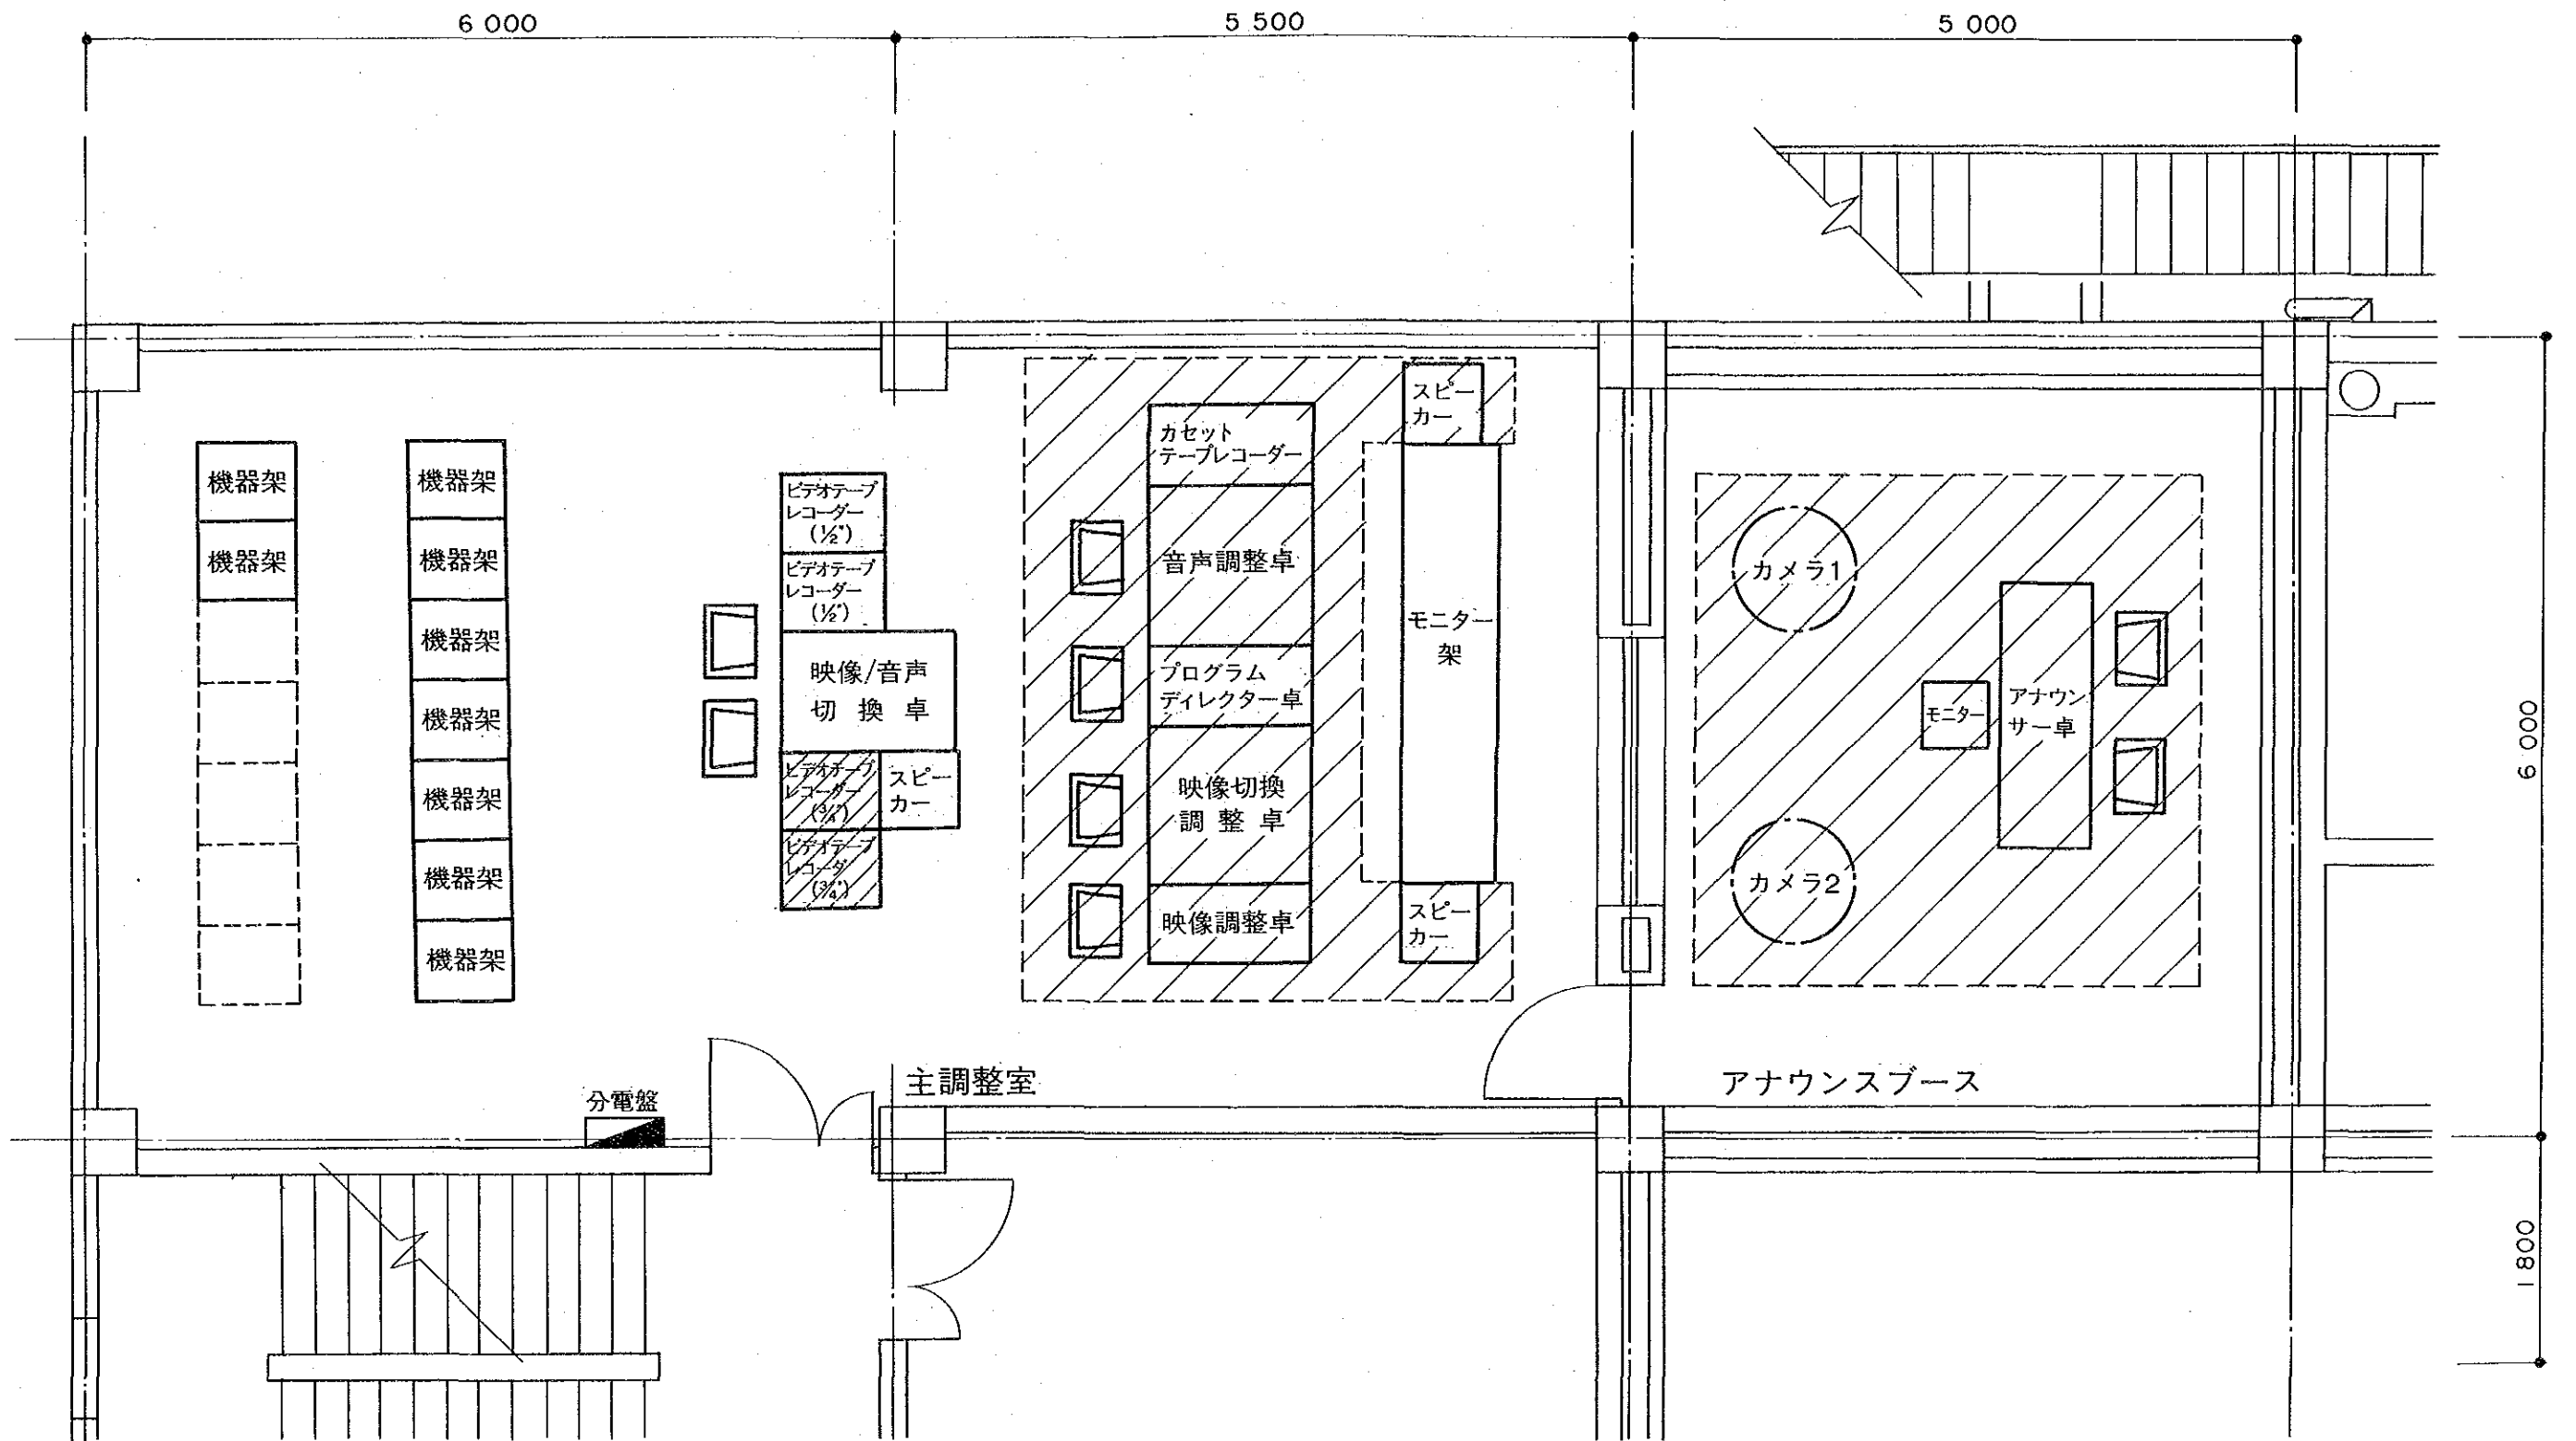 6 000
5 500
5 000
機器架
機器架
機器架
機器架
機器架
機器架
機器架
機器架
機器架
ビデオテープ
レコーダー
(½")
ビデオテープ
レコーダー
(½")
映像/音声
切換卓
ビデオテープ
レコーダー
(¾")
スピー
カー
ビデオテープ
レコーダ
(¾")
カセット
テープレコーダー
音声調整卓
プログラム
ディレクター卓
映像切換
調整卓
映像調整卓
スピー
カー
モニター
架
スピー
カー
カメラ1
カメラ2
モニター
アナウン
サー卓
6 000
分電盤
主調整室
アナウンスブース
1800